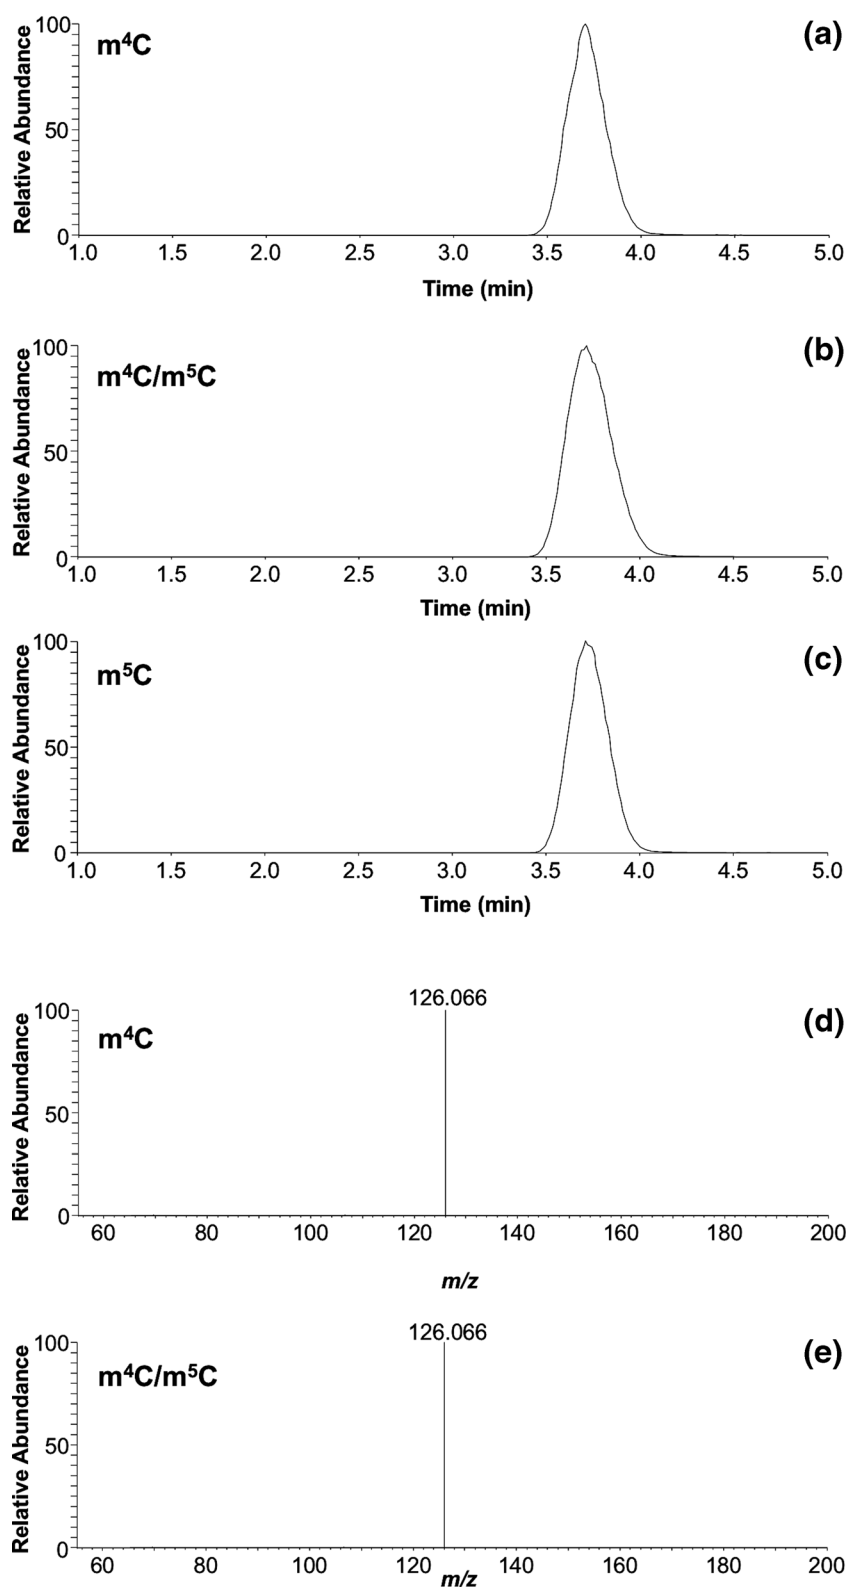 (a)
m⁴C
Relative Abundance
100
50
0
1.0 1.5 2.0 2.5 3.0 3.5 4.0 4.5 5.0
Time (min)
(b)
m⁴C/m⁵C
Relative Abundance
100
50
0
1.0 1.5 2.0 2.5 3.0 3.5 4.0 4.5 5.0
Time (min)
(c)
m⁵C
Relative Abundance
100
50
0
1.0 1.5 2.0 2.5 3.0 3.5 4.0 4.5 5.0
Time (min)
126.066
(d)
m⁴C
Relative Abundance
100
50
0
60 80 100 120 140 160 180 200
m/z
126.066
(e)
m⁴C/m⁵C
Relative Abundance
100
50
0
60 80 100 120 140 160 180 200
m/z